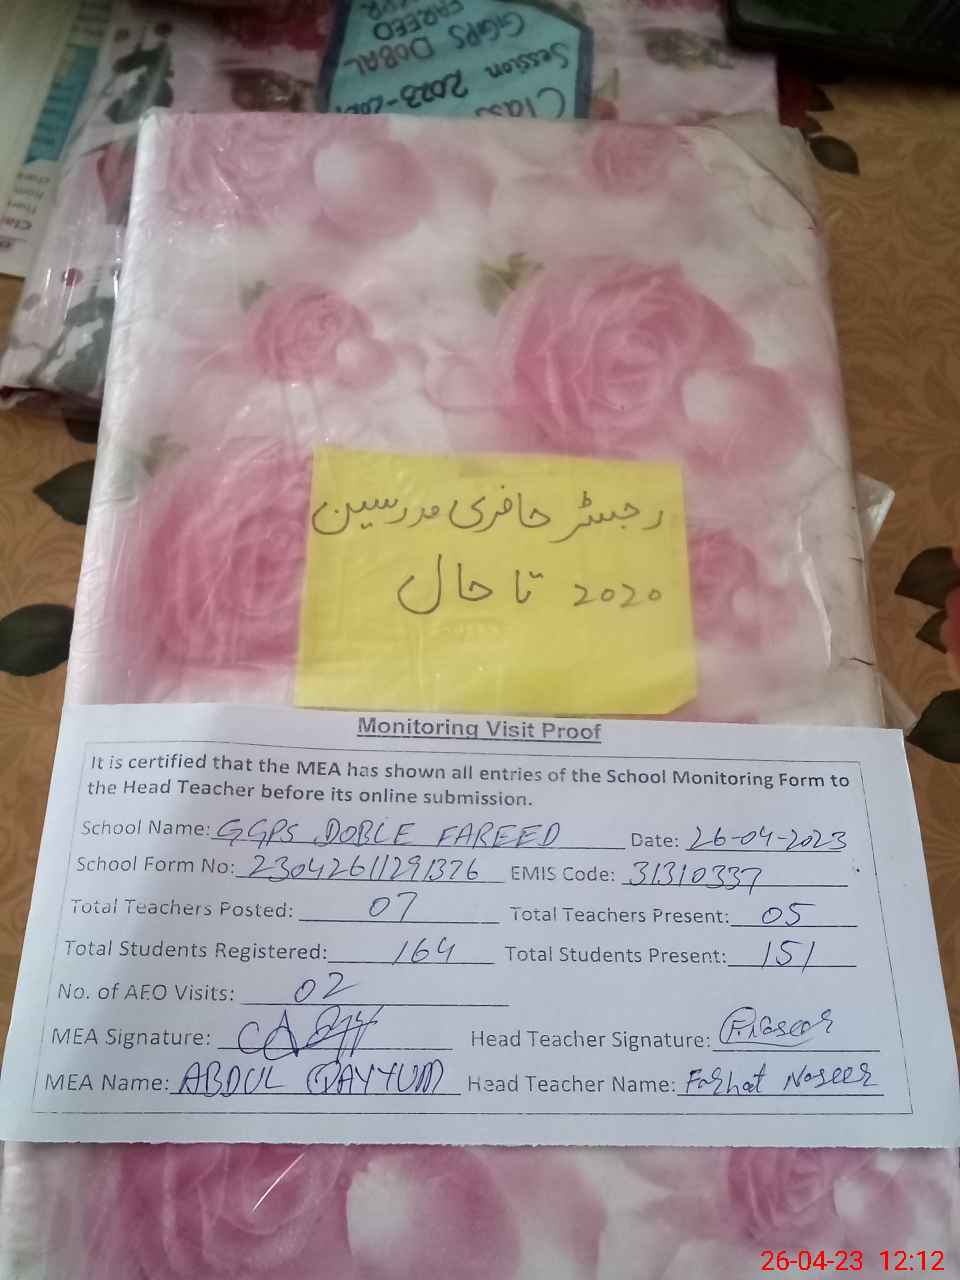 Class
Session 2023-202
GGPS DOBAL
FAREED
رجسٹر حاضری مدرسین
2020 تا حال
Monitoring Visit Proof
It is certified that the MEA has shown all entries of the School Monitoring Form to
the Head Teacher before its online submission.
School Name: GGPS DOBLE FAREED Date: 26-04-2023
School Form No: 23042611291376 EMIS Code: 31310337
Total Teachers Posted: 07 Total Teachers Present: 05
Total Students Registered: 164 Total Students Present: 151
No. of AEO Visits: 02
MEA Signature: Head Teacher Signature:
MEA Name: ABDUL QAYYUM Head Teacher Name: Farhat Naseer
26-04-23 12:12